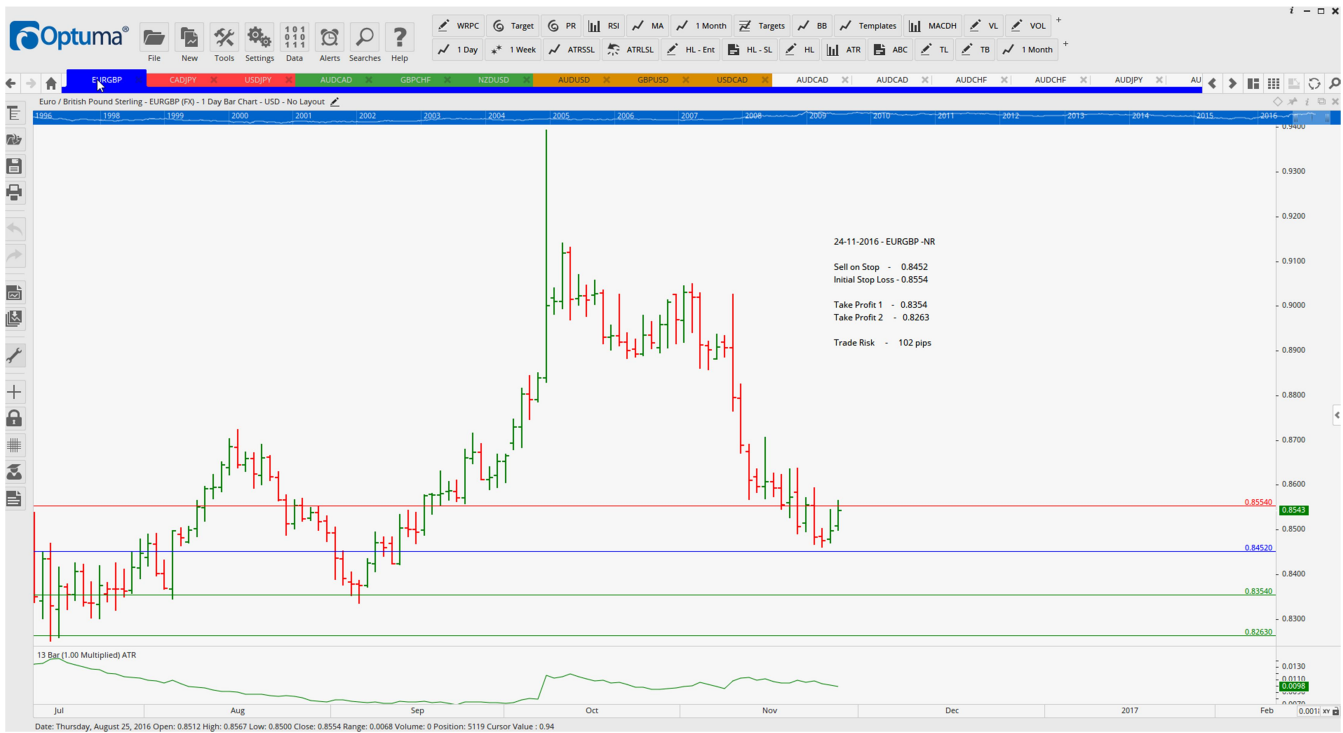 i
Optuma®
WRPC Target PR RSI MA 1 Month Targets BB Templates MACDH VL VOL +
1 Day 1 Week ATRSSL ATRLSL HL - Ent HL - SL HL ATR ABC TL TB 1 Month +
File New Tools Settings Data Alerts Searches Help
EURGBP CADJPY USDJPY AUDCAD GBPCHF NZDUSD AUDUSD GBPUSD USDCAD AUDCAD AUDCAD AUDCHF AUDCHF AUDJPY AU
Euro / British Pound Sterling - EURGBP (FX) - 1 Day Bar Chart - USD - No Layout
1996 1998 1999 2000 2001 2002 2003 2004 2005 2006 2007 2008 2009 2010 2011 2012 2013 2014 2015 2016
0.9400
0.9300
0.9200
24-11-2016 - EURGBP -NR
0.9100
Sell on Stop - 0.8452
Initial Stop Loss - 0.8554
0.9000
Take Profit 1 - 0.8354
Take Profit 2 - 0.8263
Trade Risk - 102 pips
0.8900
0.8800
0.8700
0.8600
0.85540
0.8543
0.8500
0.84520
0.8400
0.83540
0.8300
0.82630
13 Bar (1.00 Multiplied) ATR
0.0130
0.0110
0.0098
Jul Aug Sep Oct Nov Dec 2017 Feb
XY
Date: Thursday, August 25, 2016 Open: 0.8512 High: 0.8567 Low: 0.8500 Close: 0.8554 Range: 0.0068 Volume: 0 Position: 5119 Cursor Value : 0.94